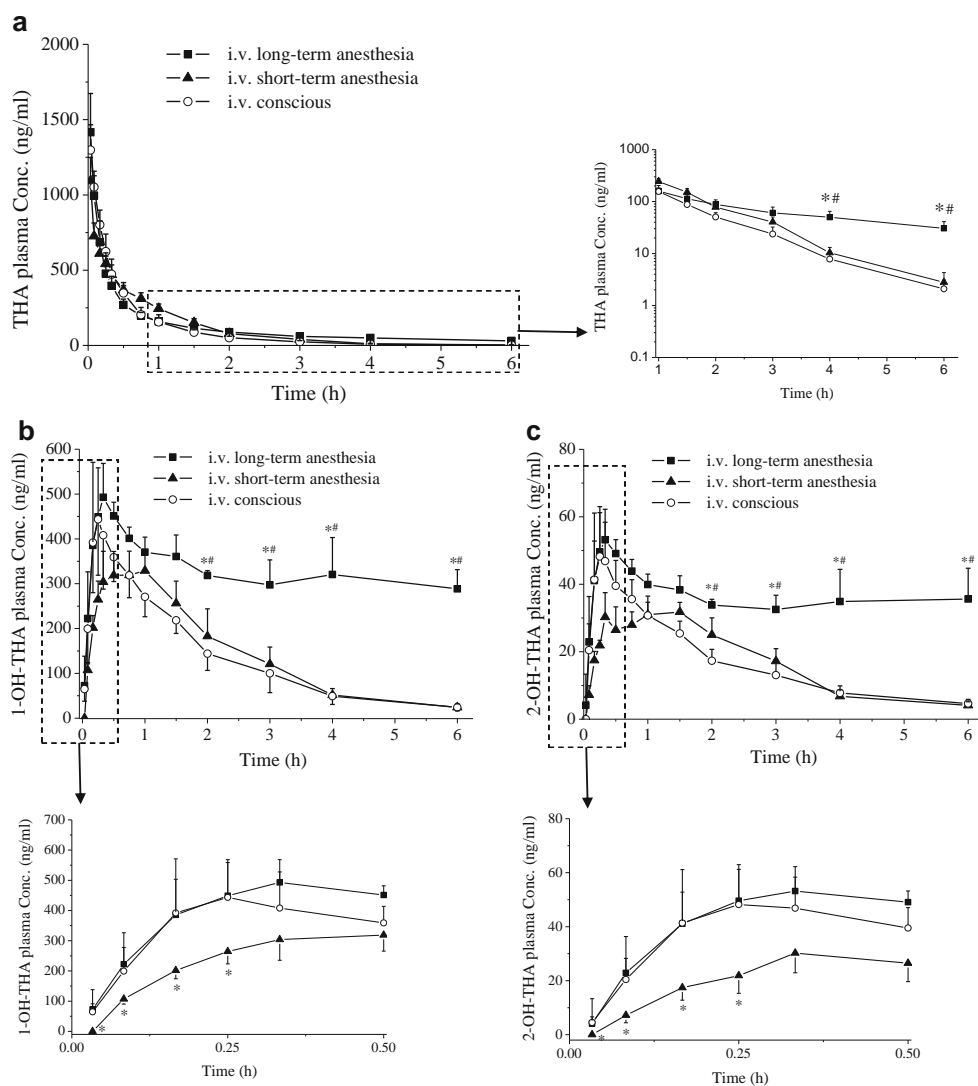 a
2000
1500
1000
500
0
THA plasma Conc. (ng/ml)
i.v. long-term anesthesia
i.v. short-term anesthesia
i.v. conscious
0 1 2 3 4 5 6
Time (h)
1000
100
10
1
0.1
THA plasma Conc. (ng/ml)
*#
*#
1 2 3 4 5 6
Time (h)
b
600
500
400
300
200
100
0
1-OH-THA plasma Conc. (ng/ml)
i.v. long-term anesthesia
i.v. short-term anesthesia
i.v. conscious
*# *# *# *#
0 1 2 3 4 5 6
Time (h)
c
80
60
40
20
0
2-OH-THA plasma Conc. (ng/ml)
i.v. long-term anesthesia
i.v. short-term anesthesia
i.v. conscious
*# *# *# *#
0 1 2 3 4 5 6
Time (h)
700
600
500
400
300
200
100
0
1-OH-THA plasma Conc. (ng/ml)
* * * *
0.00 0.25 0.50
Time (h)
80
60
40
20
0
2-OH-THA plasma Conc. (ng/ml)
* * * *
0.00 0.25 0.50
Time (h)